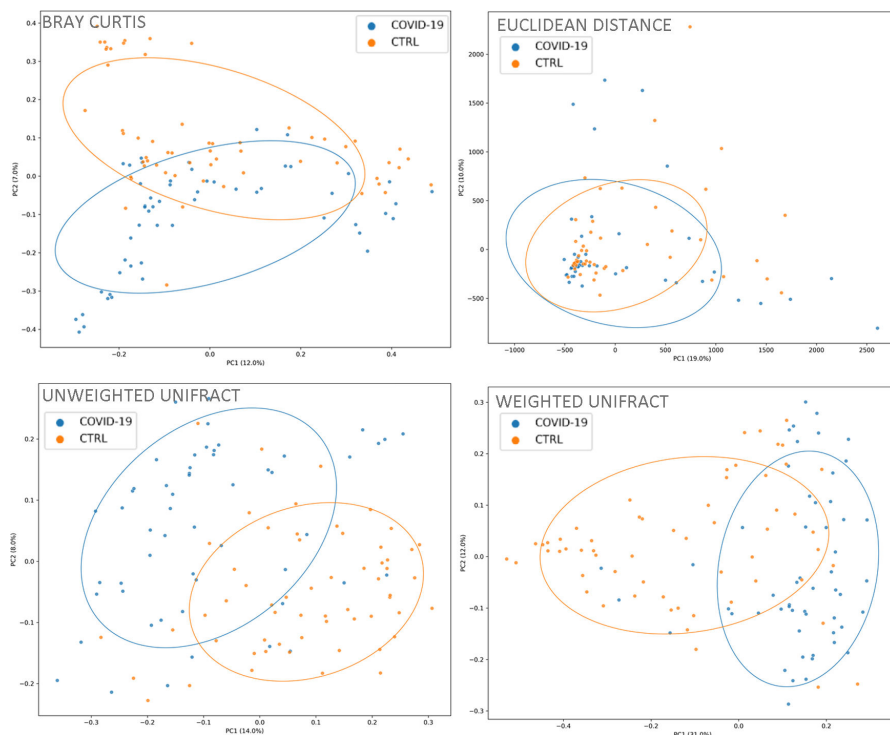 BRAY CURTIS
COVID-19
CTRL
0.4
0.3
0.2
0.1
0.0
−0.1
−0.2
−0.3
−0.4
PC2 (7.0%)
−0.2
0.0
0.2
0.4
PC1 (12.0%)
EUCLIDEAN DISTANCE
COVID-19
CTRL
2000
1500
1000
500
0
−500
PC2 (10.0%)
−1000
−500
0
500
1000
1500
2000
2500
PC1 (19.0%)
UNWEIGHTED UNIFRACT
COVID-19
CTRL
0.2
0.1
0.0
−0.1
−0.2
PC2 (8.0%)
−0.3
−0.2
−0.1
0.0
0.1
0.2
0.3
PC1 (14.0%)
WEIGHTED UNIFRACT
COVID-19
CTRL
0.3
0.2
0.1
0.0
−0.1
−0.2
−0.3
PC2 (12.0%)
−0.4
−0.2
0.0
0.2
PC1 (31.0%)